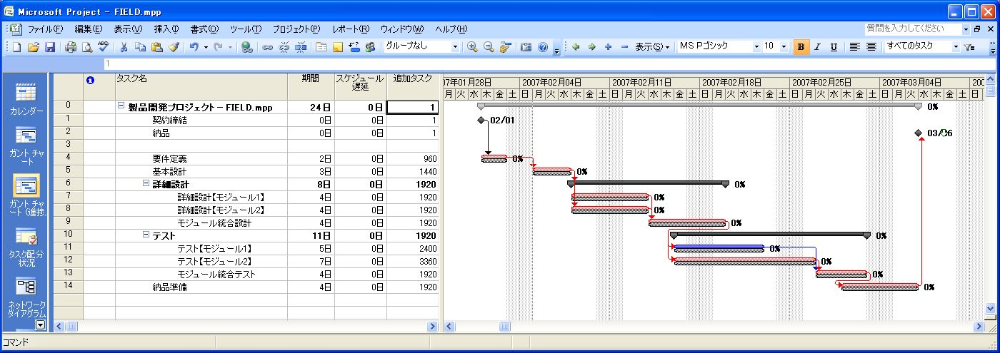 Microsoft Project - FIELD.mpp
ファイル(F) 編集(E) 表示(V) 挿入(I) 書式(O) ツール(T) プロジェクト(P) レポート(R) ウィンドウ(W) ヘルプ(H) 質問を入力してください
グループなし 表示(S) MS Pゴシック 10 B I U すべてのタスク
1
タスク名 期間 スケジュール遅延 追加タスク
07年01月28日 2007年02月04日 2007年02月11日 2007年02月18日 2007年02月25日 2007年03月04日 200
月 火 水 木 金 土 日 月 火 水 木 金 土 日 月 火 水 木 金 土 日 月 火 水 木 金 土 日 月 火 水 木 金 土 日 月 火 水 木 金 土 日 月
0 製品開発プロジェクト-FIELD.mpp 24日 0日 1 0%
1 契約締結 0日 0日 1 02/01
2 納品 0日 0日 1
3
4 要件定義 2日 0日 960 0%
5 基本設計 3日 0日 1440 0%
6 詳細設計 8日 0日 1920 0%
7 詳細設計【モジュール1】 4日 0日 1920 0%
8 詳細設計【モジュール2】 4日 0日 1920 0%
9 モジュール統合設計 4日 0日 1920 0%
10 テスト 11日 0日 1920 0%
11 テスト【モジュール1】 5日 0日 2400 0%
12 テスト【モジュール2】 7日 0日 3360 0%
13 モジュール統合テスト 4日 0日 1920 0%
14 納品準備 4日 0日 1920 0%
カレンダー
ガント チャート
ガント チャート (進捗...
タスク配分状況
ネットワーク ダイアグラム
コマンド